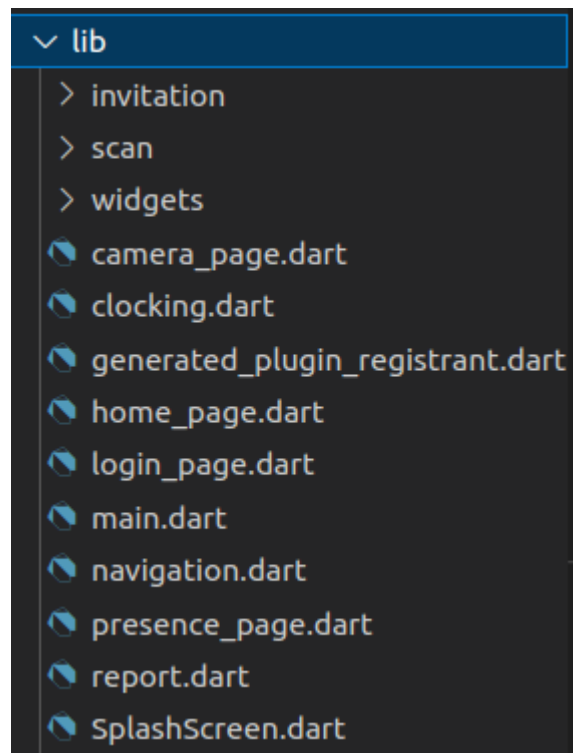 lib
invitation
scan
widgets
camera_page.dart
clocking.dart
generated_plugin_registrant.dart
home_page.dart
login_page.dart
main.dart
navigation.dart
presence_page.dart
report.dart
SplashScreen.dart